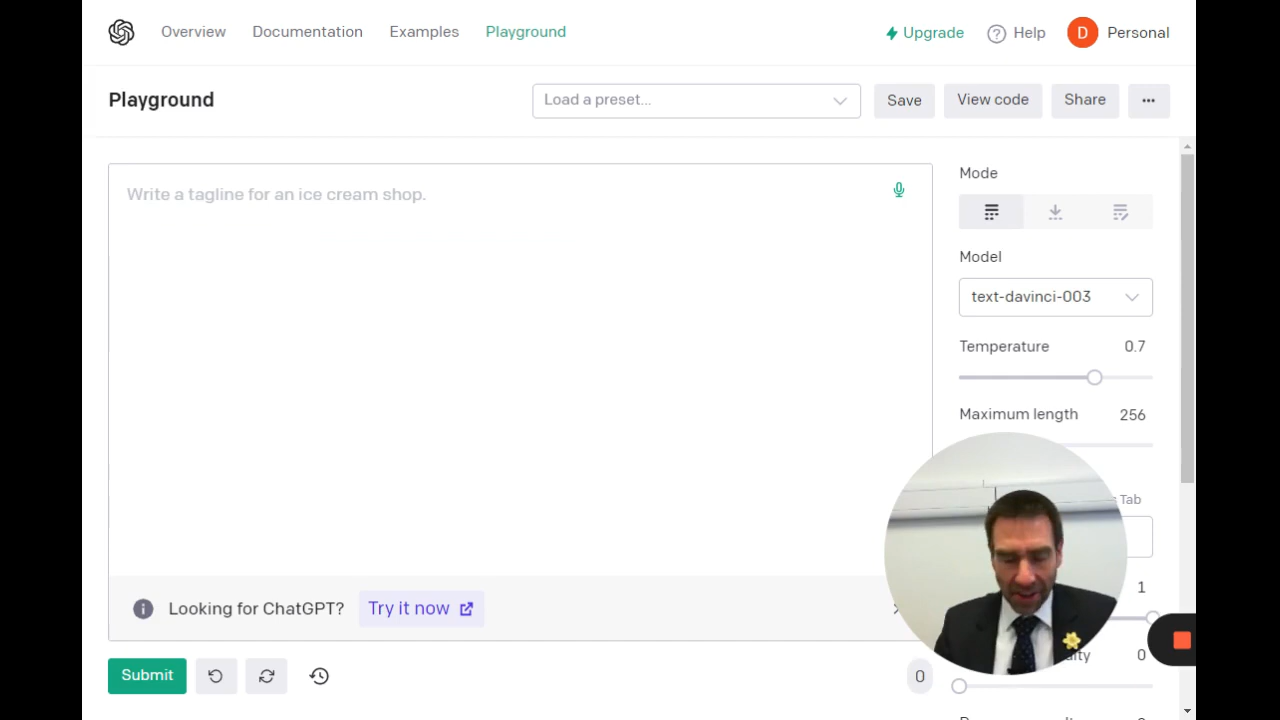 Overview Documentation Examples Playground Upgrade Help D Personal
Playground Load a preset... Save View code Share ...
Write a tagline for an ice cream shop.
Mode
Model
text-davinci-003
Temperature 0.7
Maximum length 256
Tab
1
Looking for ChatGPT? Try it now
0
Submit 0